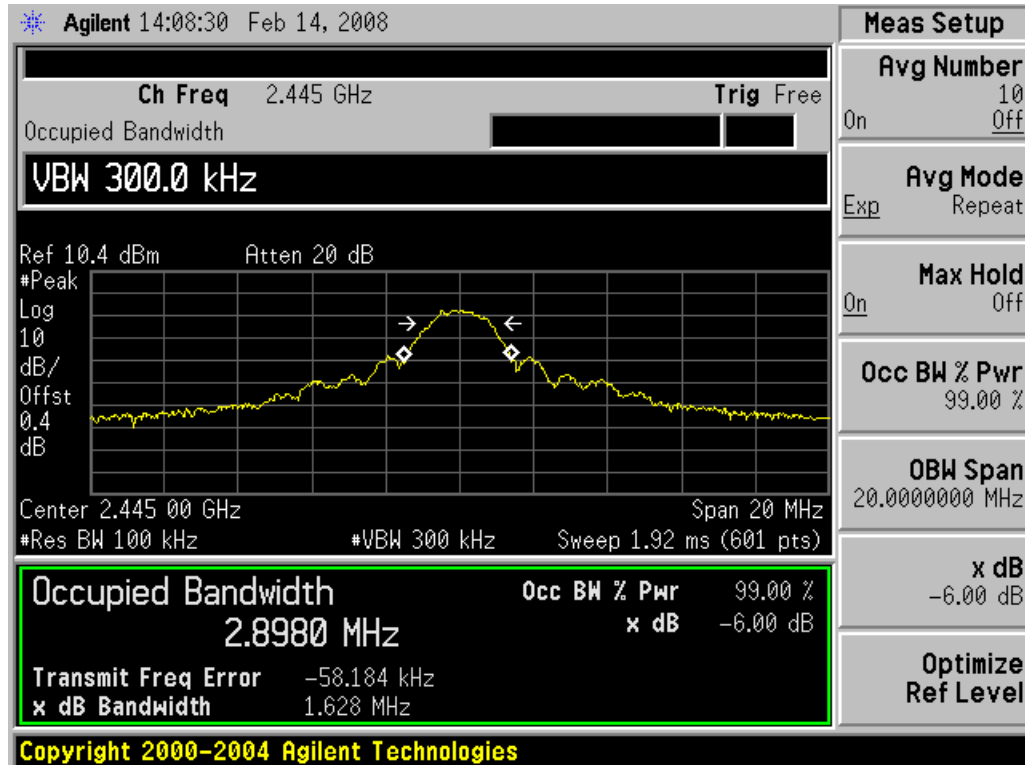 Agilent 14:08:30 Feb 14, 2008
Ch Freq 2.445 GHz Trig Free
Occupied Bandwidth
VBW 300.0 kHz
Ref 10.4 dBm Atten 20 dB
#Peak
Log
10
dB/
Offst
0.4
dB
Center 2.445 00 GHz Span 20 MHz
#Res BW 100 kHz #VBW 300 kHz Sweep 1.92 ms (601 pts)
Occupied Bandwidth
2.8980 MHz
Occ BW % Pwr 99.00 %
x dB -6.00 dB
Transmit Freq Error -58.184 kHz
x dB Bandwidth 1.628 MHz
Copyright 2000-2004 Agilent Technologies
Meas Setup
Avg Number
10
On Off
Avg Mode
Exp Repeat
Max Hold
On Off
Occ BW % Pwr
99.00 %
OBW Span
20.0000000 MHz
x dB
-6.00 dB
Optimize
Ref Level